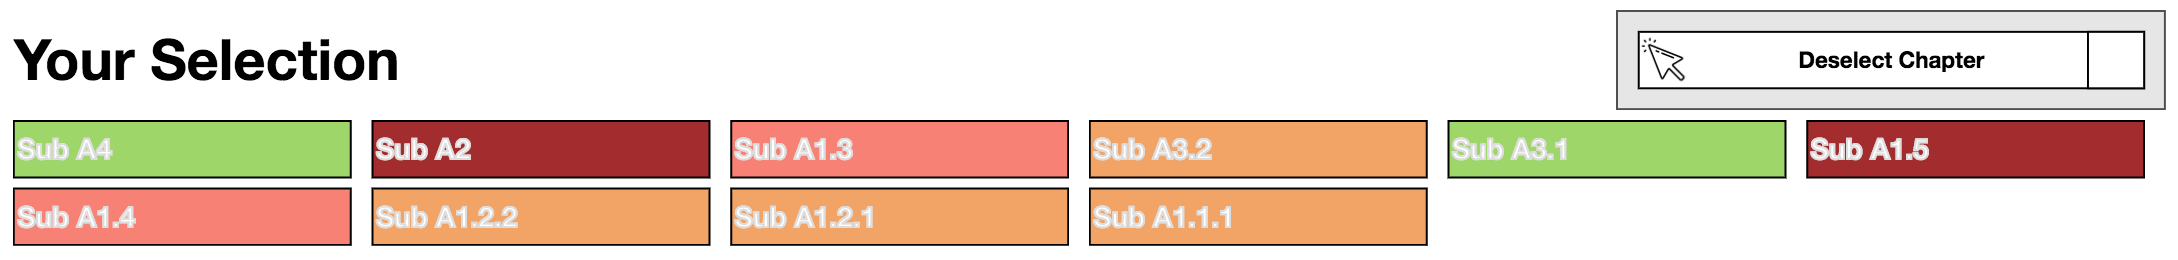 Your Selection
Deselect Chapter
Sub A4
Sub A2
Sub A1.3
Sub A3.2
Sub A3.1
Sub A1.5
Sub A1.4
Sub A1.2.2
Sub A1.2.1
Sub A1.1.1